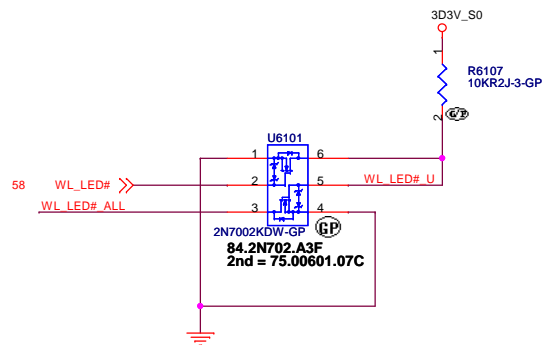 3D3V_S0
1
R6107
10KR2J-3-GP
2
U6101
1
6
58
WL_LED#
2
5
WL_LED#_U
WL_LED#_ALL
3
4
2N7002KDW-GP
GP
84.2N702.A3F
2nd = 75.00601.07C